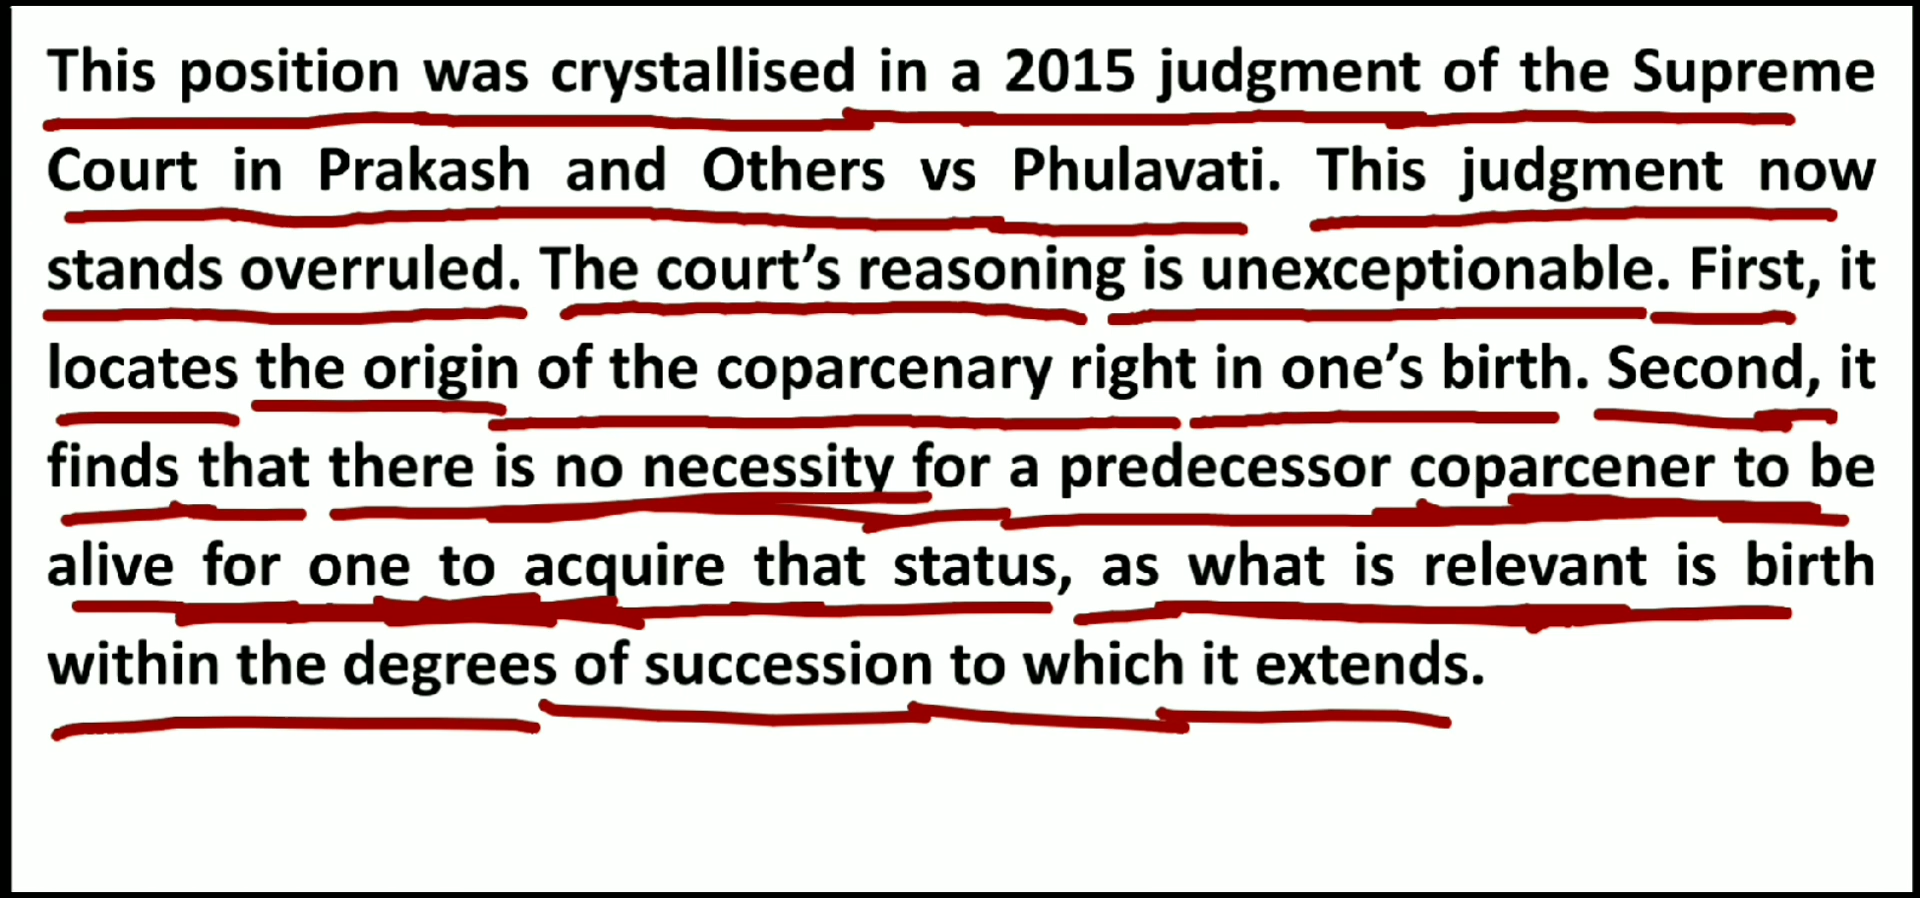 This position was crystallised in a 2015 judgment of the Supreme
Court in Prakash and Others vs Phulavati. This judgment now
stands overruled. The court’s reasoning is unexceptionable. First, it
locates the origin of the coparcenary right in one’s birth. Second, it
finds that there is no necessity for a predecessor coparcener to be
alive for one to acquire that status, as what is relevant is birth
within the degrees of succession to which it extends.